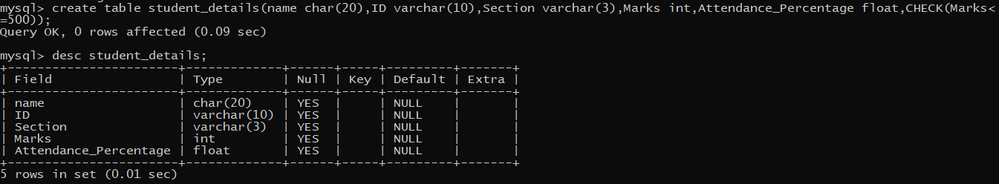 mysql> create table student_details(name char(20),ID varchar(10),Section varchar(3),Marks int,Attendance_Percentage float,CHECK(Marks<
=500));
Query OK, 0 rows affected (0.09 sec)
mysql> desc student_details;
+-----------------------+-------------+------+-----+---------+-------+
| Field                 | Type        | Null | Key | Default | Extra |
+-----------------------+-------------+------+-----+---------+-------+
| name                  | char(20)    | YES  |     | NULL    |       |
| ID                    | varchar(10) | YES  |     | NULL    |       |
| Section               | varchar(3)  | YES  |     | NULL    |       |
| Marks                 | int         | YES  |     | NULL    |       |
| Attendance_Percentage | float       | YES  |     | NULL    |       |
+-----------------------+-------------+------+-----+---------+-------+
5 rows in set (0.01 sec)